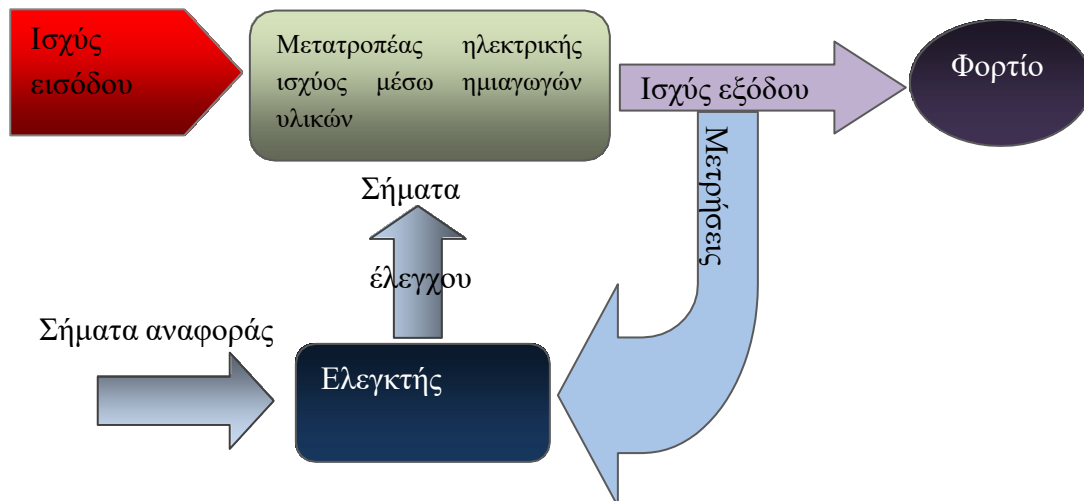 Ισχύς
εισόδου
Μετατροπέας ηλεκτρικής
ισχύος μέσω ημιαγωγών
υλικών
Ισχύς εξόδου
Φορτίο
Μετρήσεις
Σήματα
έλεγχου
Σήματα αναφοράς
Ελεγκτής